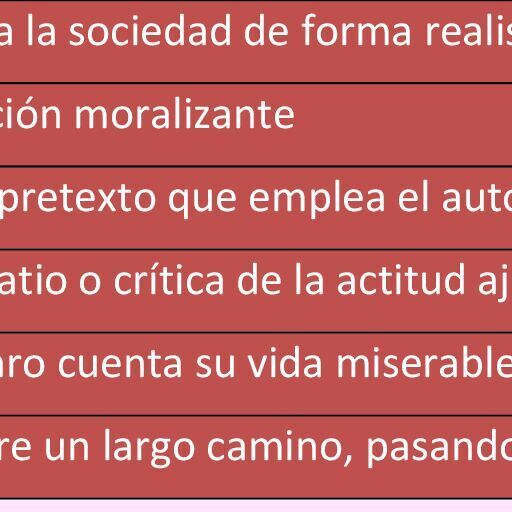 a la sociedad de forma realis
ción moralizante
pretexto que emplea el auto
atio o crítica de la actitud aj
aro cuenta su vida miserable
re un largo camino, pasando